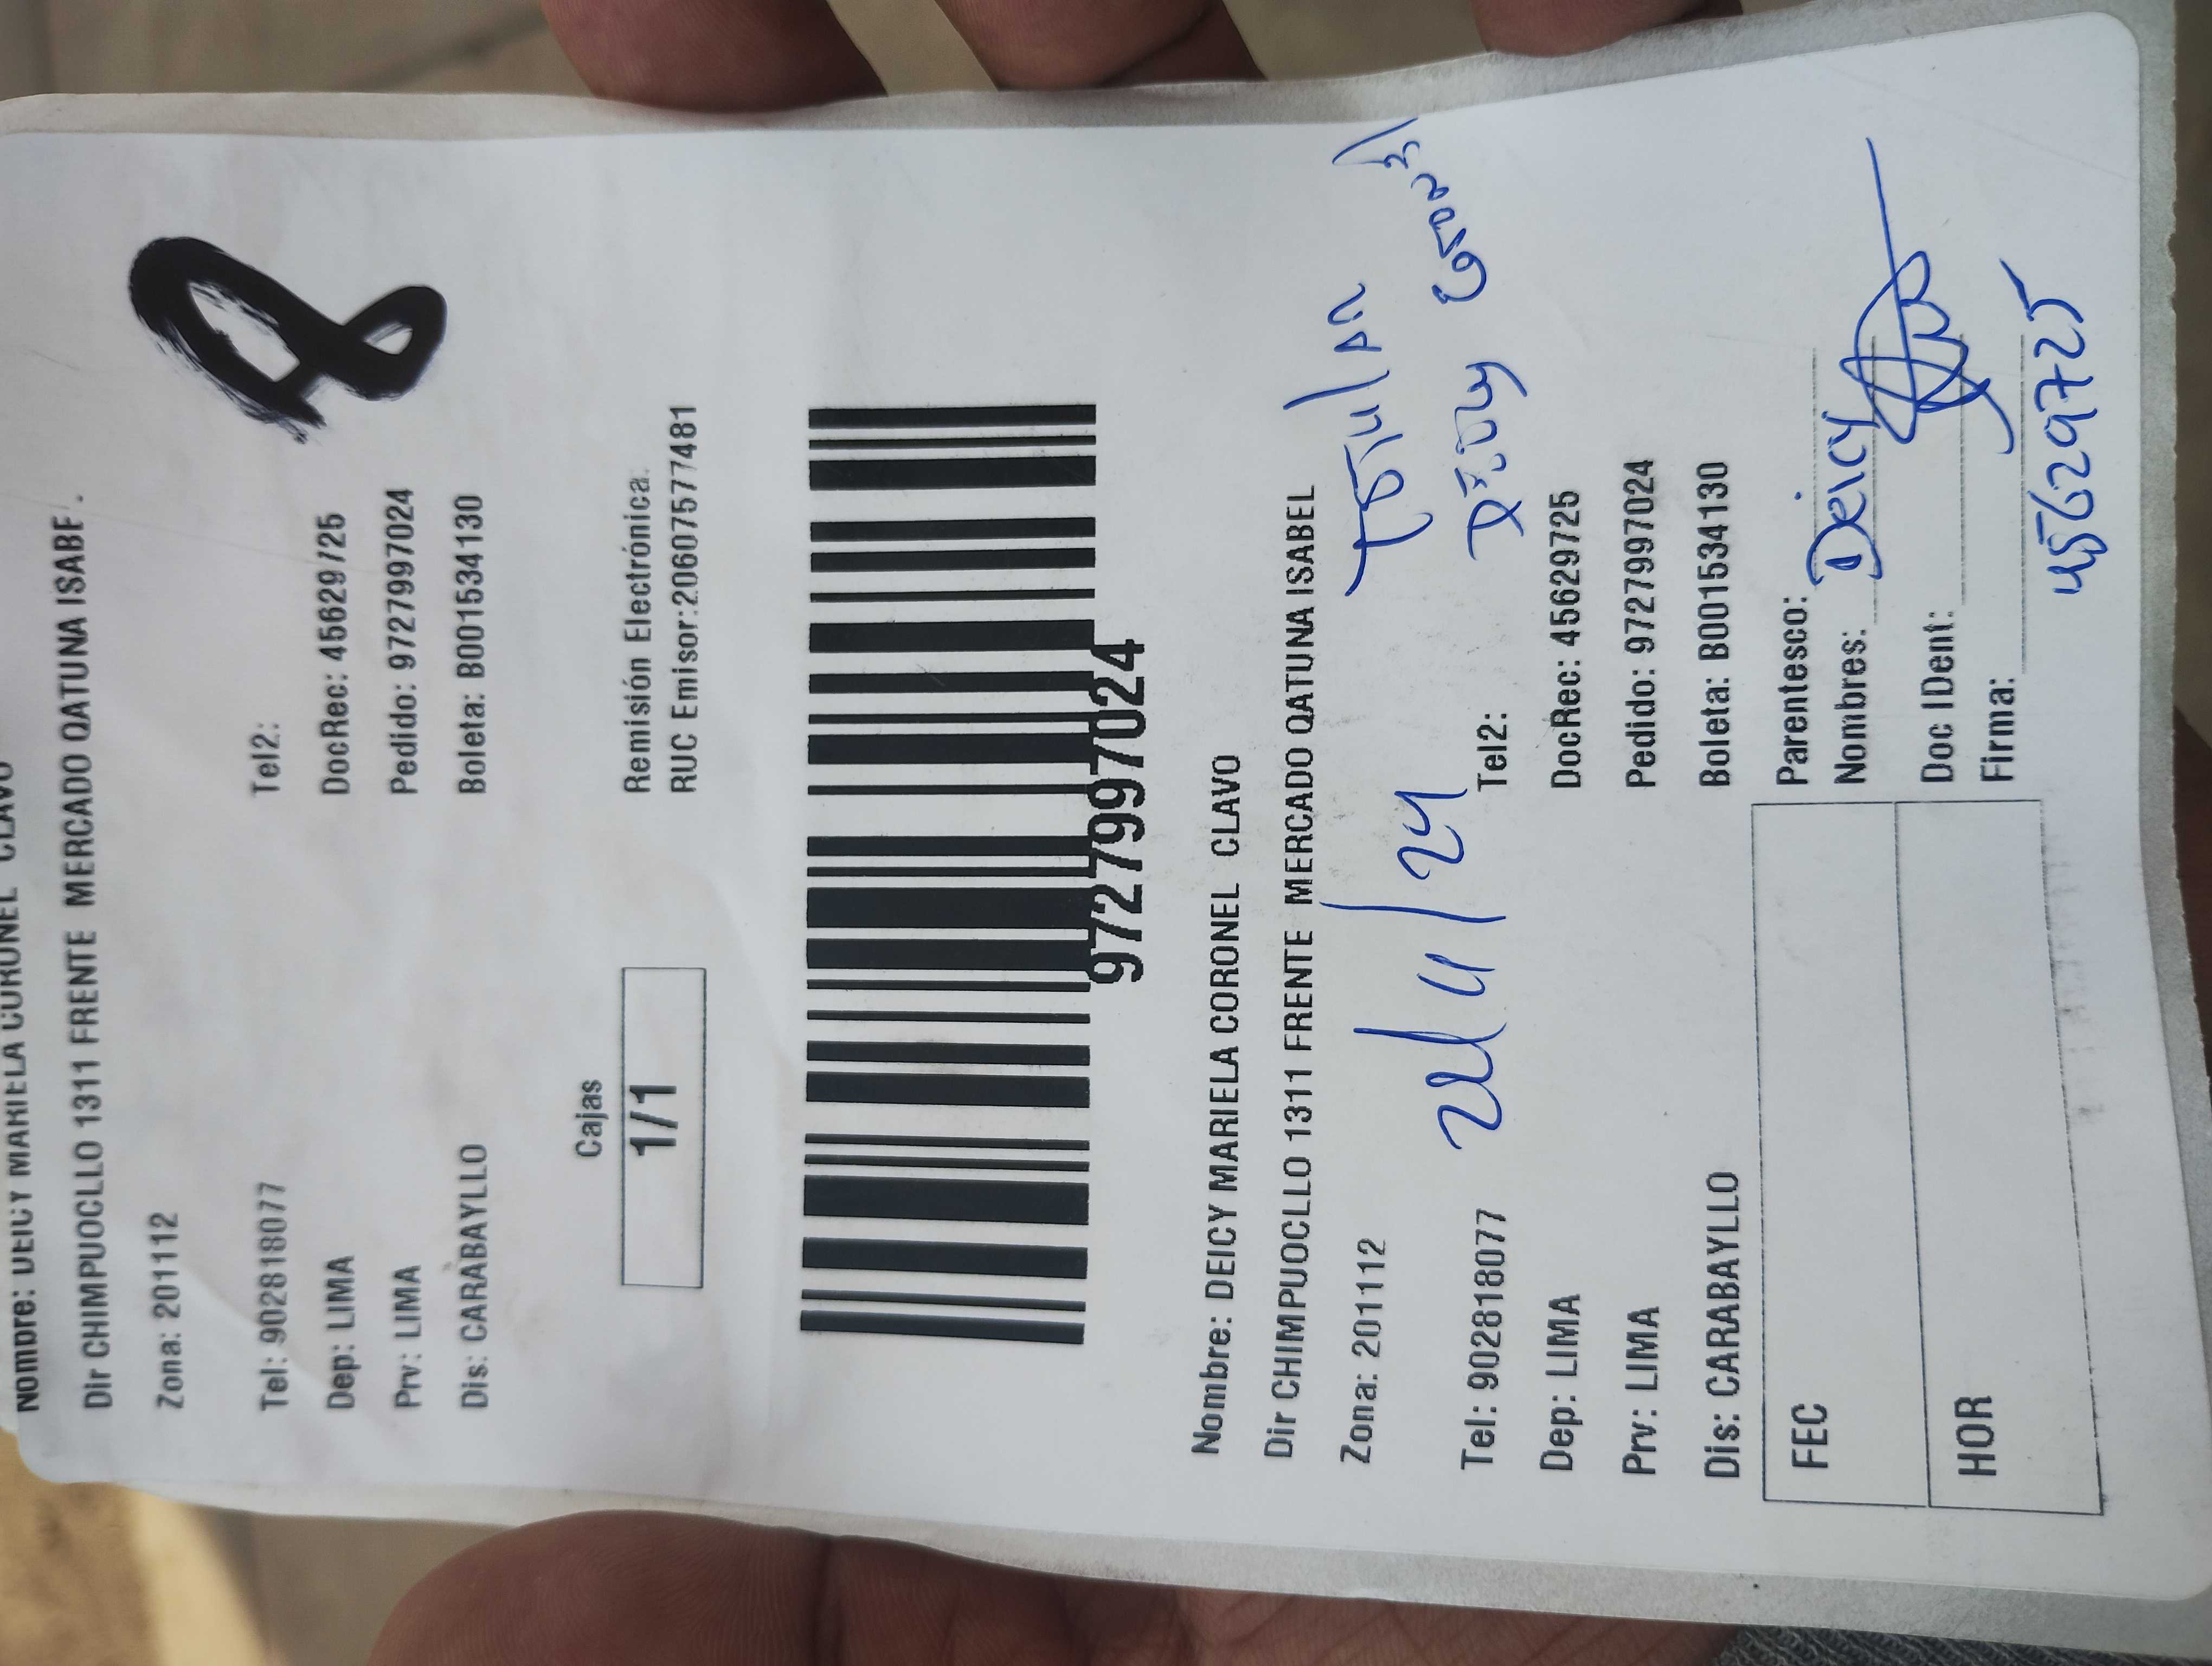 Nombre: DEICY MARIELA CORONEL CLAVO
Dir CHIMPUOCLLO 1311 FRENTE MERCADO QATUNA ISABE
Zona: 201112
Tel: 902818077 Tel2:
Dep: LIMA DocRec: 45629725
Prv: LIMA Pedido: 9727997024
Dis: CARABAYLLO Boleta: B001534130
8
Cajas
1/1
Remisión Electrónica.
RUC Emisor:20607577481
9727997024
Nombre: DEICY MARIELA CORONEL CLAVO
Dir CHIMPUOCLLO 1311 FRENTE MERCADO QATUNA ISABEL
Zona: 201112
Titular
Deicy Coronel
Tel: 902818077 Tel2:
Dep: LIMA DocRec: 45629725
Prv: LIMA Pedido: 9727997024
Dis: CARABAYLLO Boleta: B001534130
FEC
HOR
Parentesco:
Nombres: Deicy
Doc IDent:
Firma:
45629725